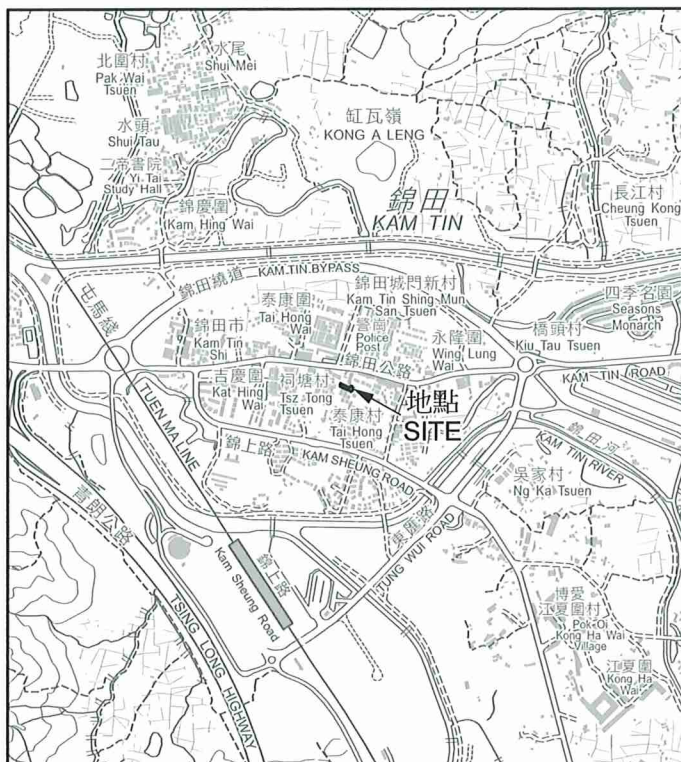 水尾
Shui Mei
北圍村
Pak Wai
Tsuen
水頭
Shui Tau
二帝書院
Yi Tai
Study Hall
缸瓦嶺
KONG A LENG
錦田
KAM TIN
長江村
Cheung Kong
Tsuen
錦慶圍
Kam Hing Wai
錦田繞道
KAM TIN BYPASS
屯馬綫
TUEN MA LINE
錦田市
Kam Tin
Shi
泰康圍
Tai Hong
Wai
錦田城門新村
Kam Tin Shing Mun
San Tsuen
警崗
Police
Post
永隆圍
Wing Lung
Wai
四季名園
Seasons
Monarch
橋頭村
Kiu Tau Tsuen
錦田公路
KAM TIN ROAD
吉慶圍
Kat Hing
Wai
祠塘村
Tsz Tong
Tsuen
地點
SITE
泰康村
Tai Hong
Tsuen
錦上路
KAM SHEUNG ROAD
錦田河
KAM TIN RIVER
吳家村
Ng Ka Tsuen
青朗公路
TSING LONG HIGHWAY
錦上路
Kam Sheung Road
東匯路
TUNG WUI ROAD
博愛
江夏圍村
Pok Oi
Kong Ha Wai
Village
江夏圍
Kong Ha
Wai